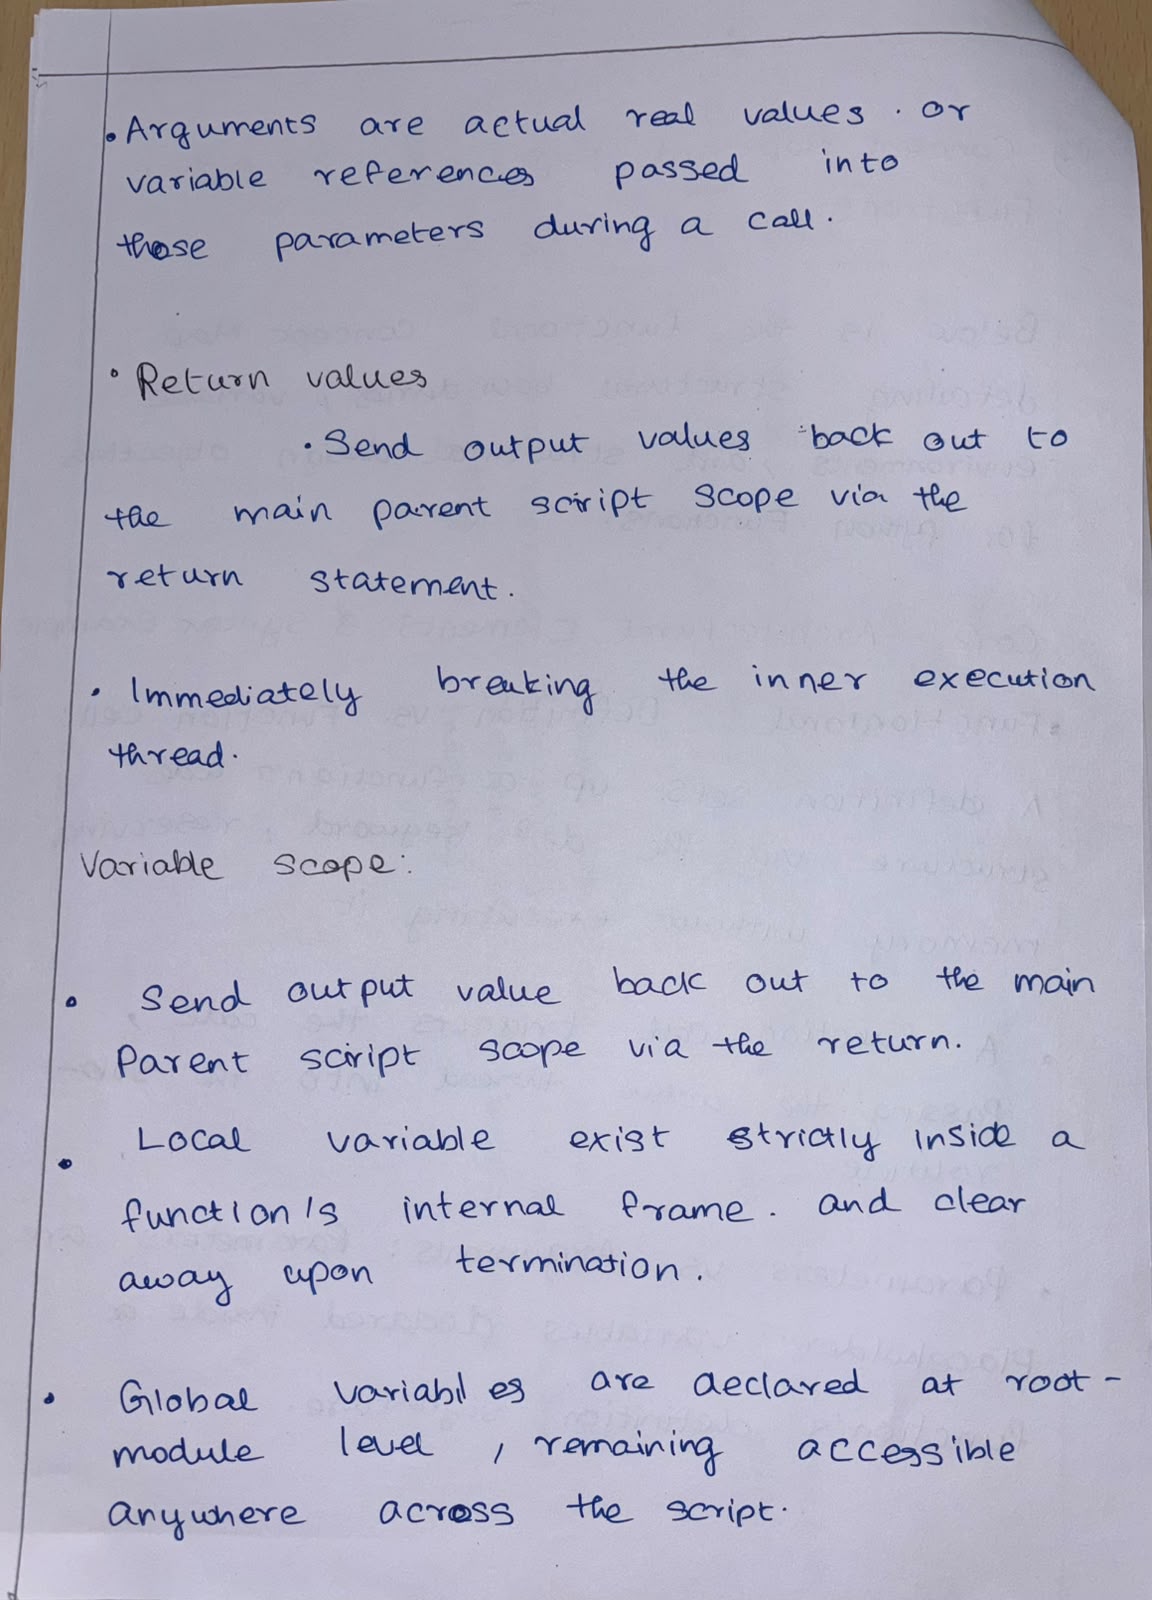 • Arguments are actual real values. or
variable references passed into
those parameters during a call.
• Return values
• Send output values back out to
the main parent script scope via the
return statement.
• Immediately breaking the inner execution
thread.
Variable scope:
• Send output value back out to the main
Parent script scope via the return.
• Local variable exist strictly inside a
function's internal frame. and clear
away upon termination.
• Global variables are declared at root-
module level, remaining accessible
anywhere across the script.